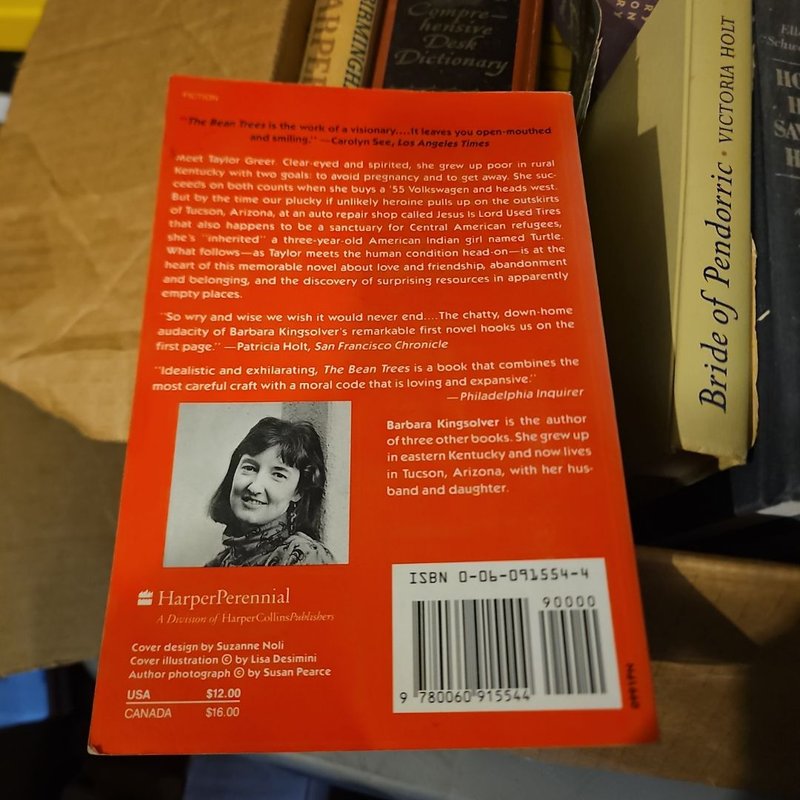 ARPER
BIRMINGHA
Compre-
hensive
Desk
Dictionary
Bride of Pendorric • VICTORIA HOLT
FICTION
"The Bean Trees is the work of a visionary....It leaves you open-mouthed
and smiling." —Carolyn See, Los Angeles Times
Meet Taylor Greer. Clear-eyed and spirited, she grew up poor in rural
Kentucky with two goals: to avoid pregnancy and to get away. She suc-
ceeds on both counts when she buys a '55 Volkswagen and heads west.
But by the time our plucky if unlikely heroine pulls up on the outskirts
of Tucson, Arizona, at an auto repair shop called Jesus Is Lord Used Tires
that also happens to be a sanctuary for Central American refugees,
she's "inherited" a three-year-old American Indian girl named Turtle.
What follows—as Taylor meets the human condition head-on—is at the
heart of this memorable novel about love and friendship, abandonment
and belonging, and the discovery of surprising resources in apparently
empty places.
"So wry and wise we wish it would never end....The chatty, down-home
audacity of Barbara Kingsolver's remarkable first novel hooks us on the
first page." —Patricia Holt, San Francisco Chronicle
"Idealistic and exhilarating, The Bean Trees is a book that combines the
most careful craft with a moral code that is loving and expansive."
—Philadelphia Inquirer
Barbara Kingsolver is the author
of three other books. She grew up
in eastern Kentucky and now lives
in Tucson, Arizona, with her hus-
band and daughter.
HarperPerennial
A Division of HarperCollinsPublishers
Cover design by Suzanne Noli
Cover illustration © by Lisa Desimini
Author photograph © by Susan Pearce
USA $12.00
CANADA $16.00
ISBN 0-06-091554-4
90000
9 780060 915544